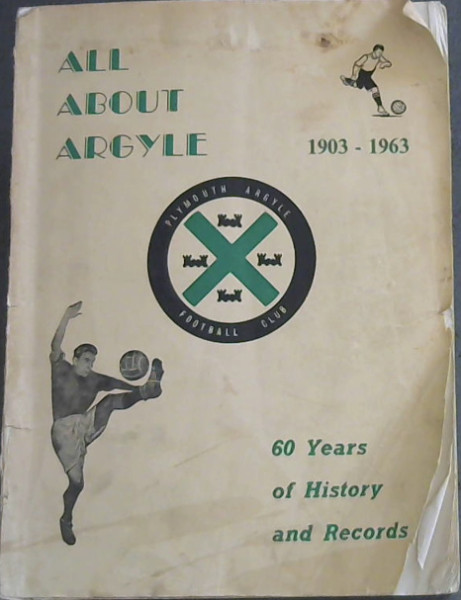 ALL
ABOUT
ARGYLE
1903 - 1963
PLYMOUTH ARGYLE
FOOTBALL CLUB
60 Years
of History
and Records